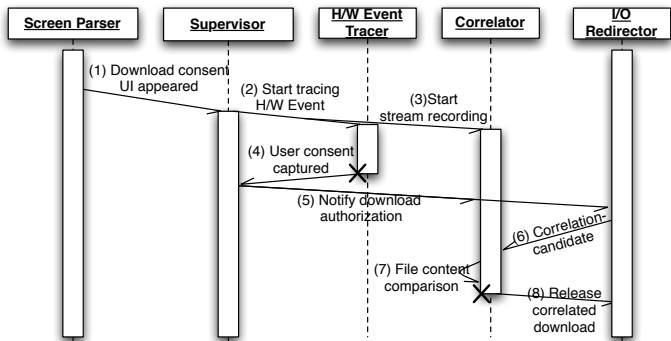 Screen Parser
Supervisor
H/W Event
Tracer
Correlator
I/O
Redirector
(1) Download consent
UI appeared
(2) Start tracing
H/W Event
(3)Start
stream recording
(4) User consent
captured
(5) Notify download
authorization
(6) Correlation-
candidate
(7) File content
comparison
(8) Release
correlated
download